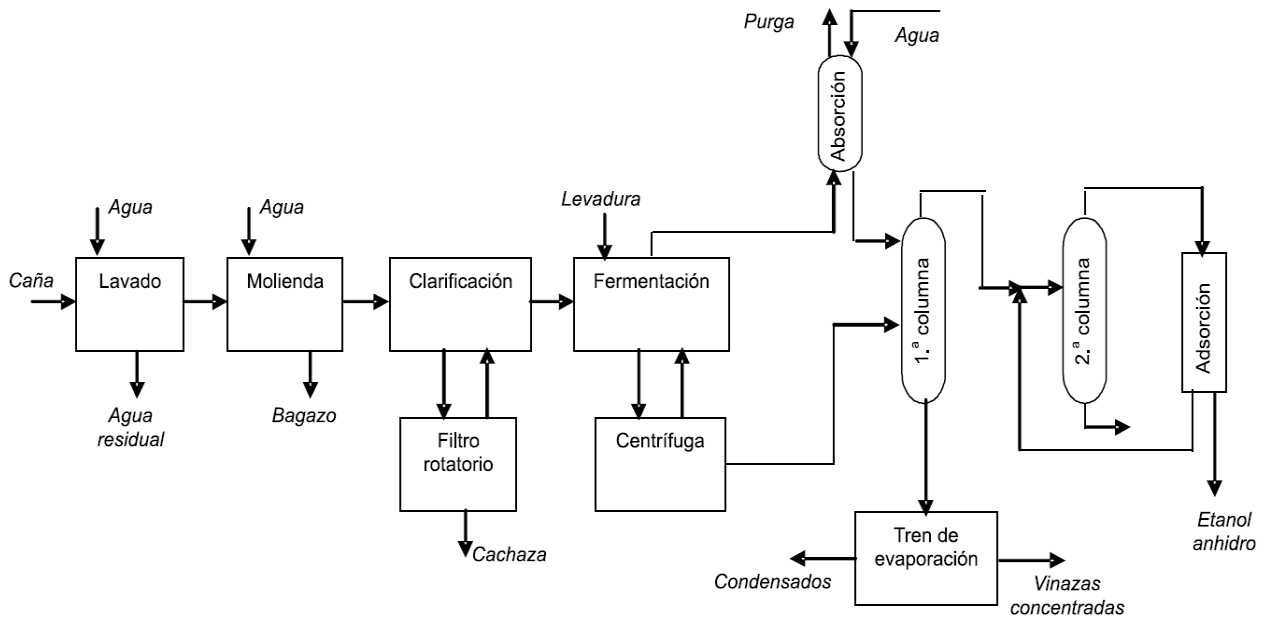 Purga
Agua
Absorción
Levadura
Agua
Agua
Caña
Lavado
Molienda
Clarificación
Fermentación
1.ª columna
2.ª columna
Adsorción
Agua
residual
Bagazo
Filtro
rotatorio
Centrífuga
Cachaza
Tren de
evaporación
Etanol
anhidro
Condensados
Vinazas
concentradas